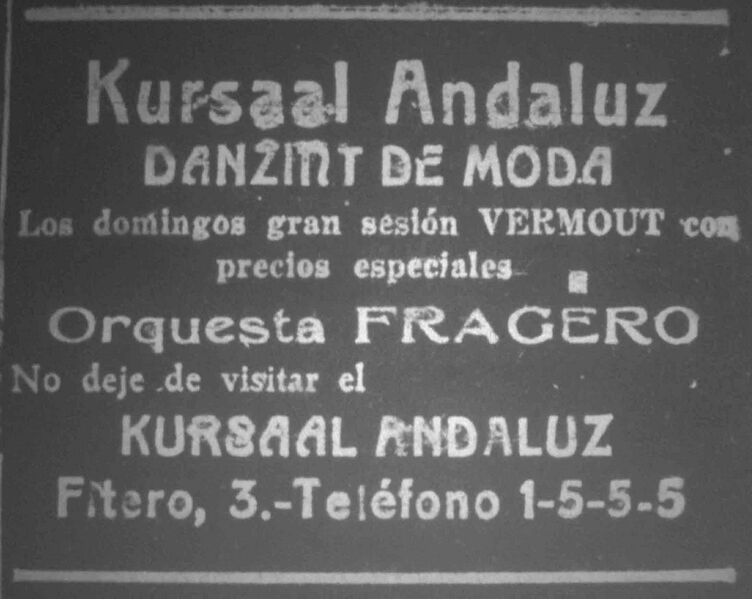 Kursaal Andaluz
DANZINT DE MODA
Los domingos gran sesión VERMOUT con
precios especiales
Orquesta FRAGERO
No deje de visitar el
KURSAAL ANDALUZ
Fitero, 3.-Teléfono 1-5-5-5